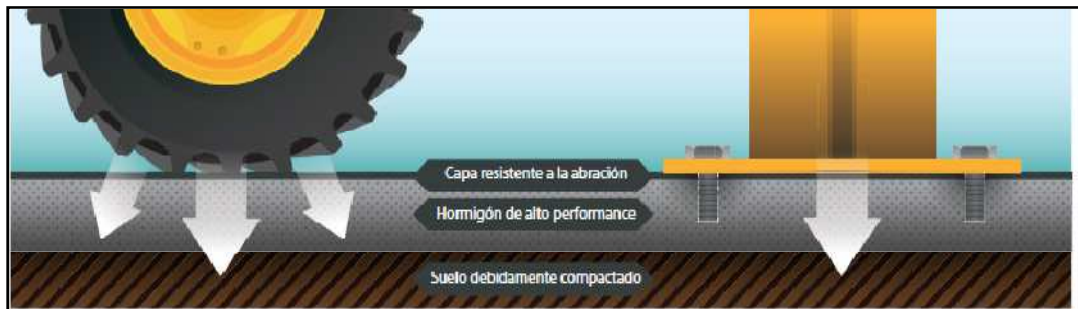 Capa resistente a la abración
Hormigón de alto performance
Suelo debidamente compactado